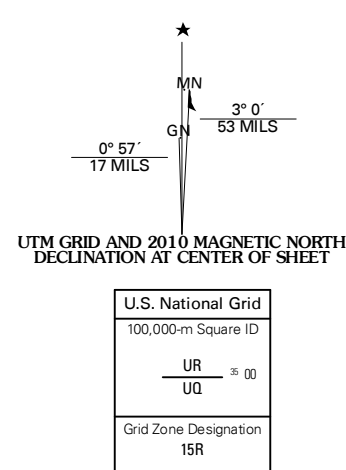 ★
MN
3° 0´
53 MILS
GN
0° 57´
17 MILS
UTM GRID AND 2010 MAGNETIC NORTH
DECLINATION AT CENTER OF SHEET
U.S. National Grid
100,000-m Square ID
UR
35 00
UQ
Grid Zone Designation
15R